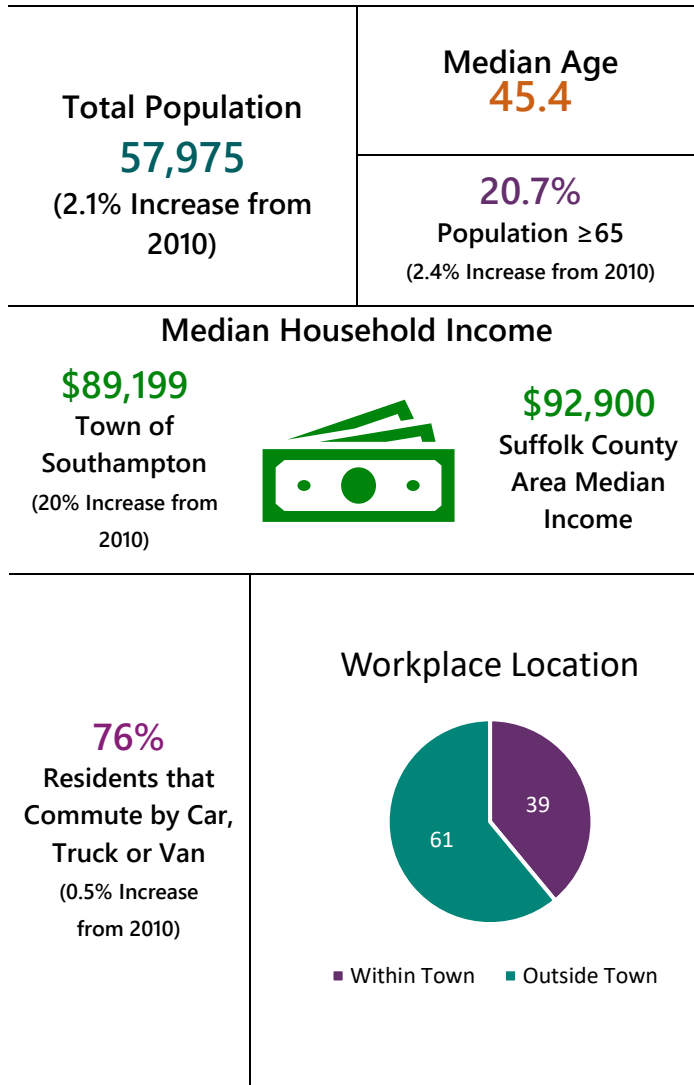 Total Population
57,975
(2.1% Increase from
2010)
Median Age
45.4
20.7%
Population ≥65
(2.4% Increase from 2010)
Median Household Income
$89,199
Town of
Southampton
(20% Increase from
2010)
$92,900
Suffolk County
Area Median
Income
76%
Residents that
Commute by Car,
Truck or Van
(0.5% Increase
from 2010)
Workplace Location
39
61
Within Town
Outside Town